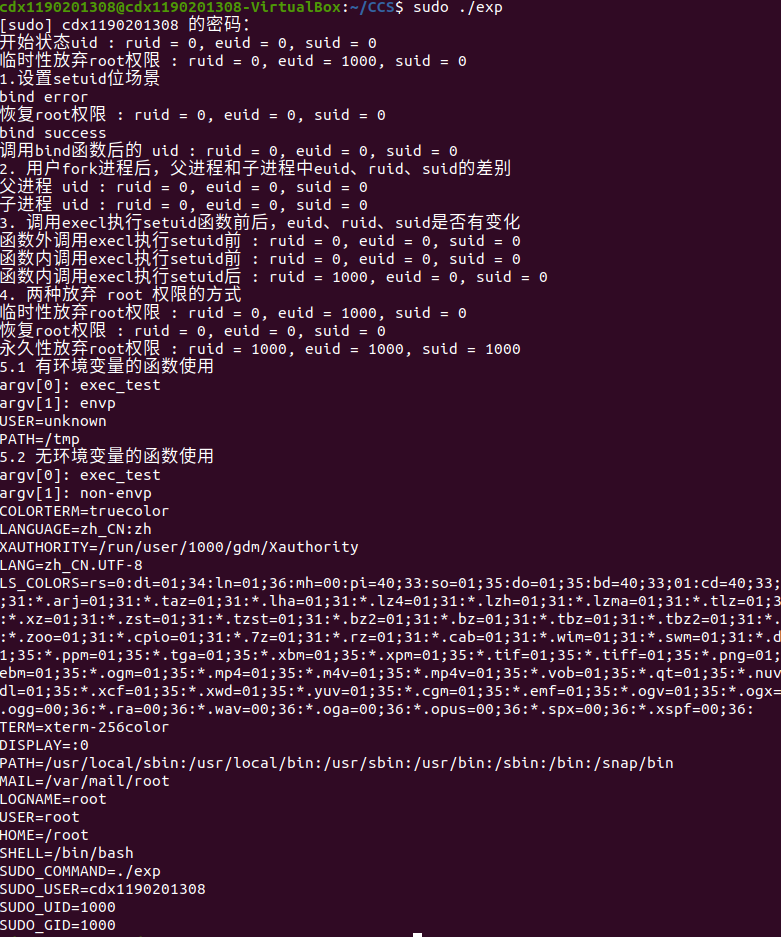 cdx1190201308@cdx1190201308-VirtualBox:~/CCS$ sudo ./exp
[sudo] cdx1190201308 的密码：
开始状态uid : ruid = 0, euid = 0, suid = 0
临时性放弃root权限 : ruid = 0, euid = 1000, suid = 0
1.设置setuid位场景
bind error
恢复root权限 : ruid = 0, euid = 0, suid = 0
bind success
调用bind函数后的 uid : ruid = 0, euid = 0, suid = 0
2. 用户fork进程后，父进程和子进程中euid、ruid、suid的差别
父进程 uid : ruid = 0, euid = 0, suid = 0
子进程 uid : ruid = 0, euid = 0, suid = 0
3. 调用execl执行setuid函数前后，euid、ruid、suid是否有变化
函数外调用execl执行setuid前 : ruid = 0, euid = 0, suid = 0
函数内调用execl执行setuid前 : ruid = 0, euid = 0, suid = 0
函数内调用execl执行setuid后 : ruid = 1000, euid = 0, suid = 0
4. 两种放弃 root 权限的方式
临时性放弃root权限 : ruid = 0, euid = 1000, suid = 0
恢复root权限 : ruid = 0, euid = 0, suid = 0
永久性放弃root权限 : ruid = 1000, euid = 1000, suid = 1000
5.1 有环境变量的函数使用
argv[0]: exec_test
argv[1]: envp
USER=unknown
PATH=/tmp
5.2 无环境变量的函数使用
argv[0]: exec_test
argv[1]: non-envp
COLORTERM=truecolor
LANGUAGE=zh_CN:zh
XAUTHORITY=/run/user/1000/gdm/Xauthority
LANG=zh_CN.UTF-8
LS_COLORS=rs=0:di=01;34:ln=01;36:mh=00:pi=40;33:so=01;35:do=01;35:bd=40;33;01:cd=40;33;
;31:*.arj=01;31:*.taz=01;31:*.lha=01;31:*.lz4=01;31:*.lzh=01;31:*.lzma=01;31:*.tlz=01;31
:*.xz=01;31:*.zst=01;31:*.tzst=01;31:*.bz2=01;31:*.bz=01;31:*.tbz=01;31:*.tbz2=01;31:*.
:*.zoo=01;31:*.cpio=01;31:*.7z=01;31:*.rz=01;31:*.cab=01;31:*.wim=01;31:*.swm=01;31:*.d
1;35:*.ppm=01;35:*.tga=01;35:*.xbm=01;35:*.xpm=01;35:*.tif=01;35:*.tiff=01;35:*.png=01;
ebm=01;35:*.ogm=01;35:*.mp4=01;35:*.m4v=01;35:*.mp4v=01;35:*.vob=01;35:*.qt=01;35:*.nuv
dl=01;35:*.xcf=01;35:*.xwd=01;35:*.yuv=01;35:*.cgm=01;35:*.emf=01;35:*.ogv=01;35:*.ogx=
.ogg=00;36:*.ra=00;36:*.wav=00;36:*.oga=00;36:*.opus=00;36:*.spx=00;36:*.xspf=00;36:
TERM=xterm-256color
DISPLAY=:0
PATH=/usr/local/sbin:/usr/local/bin:/usr/sbin:/usr/bin:/sbin:/bin:/snap/bin
MAIL=/var/mail/root
LOGNAME=root
USER=root
HOME=/root
SHELL=/bin/bash
SUDO_COMMAND=./exp
SUDO_USER=cdx1190201308
SUDO_UID=1000
SUDO_GID=1000